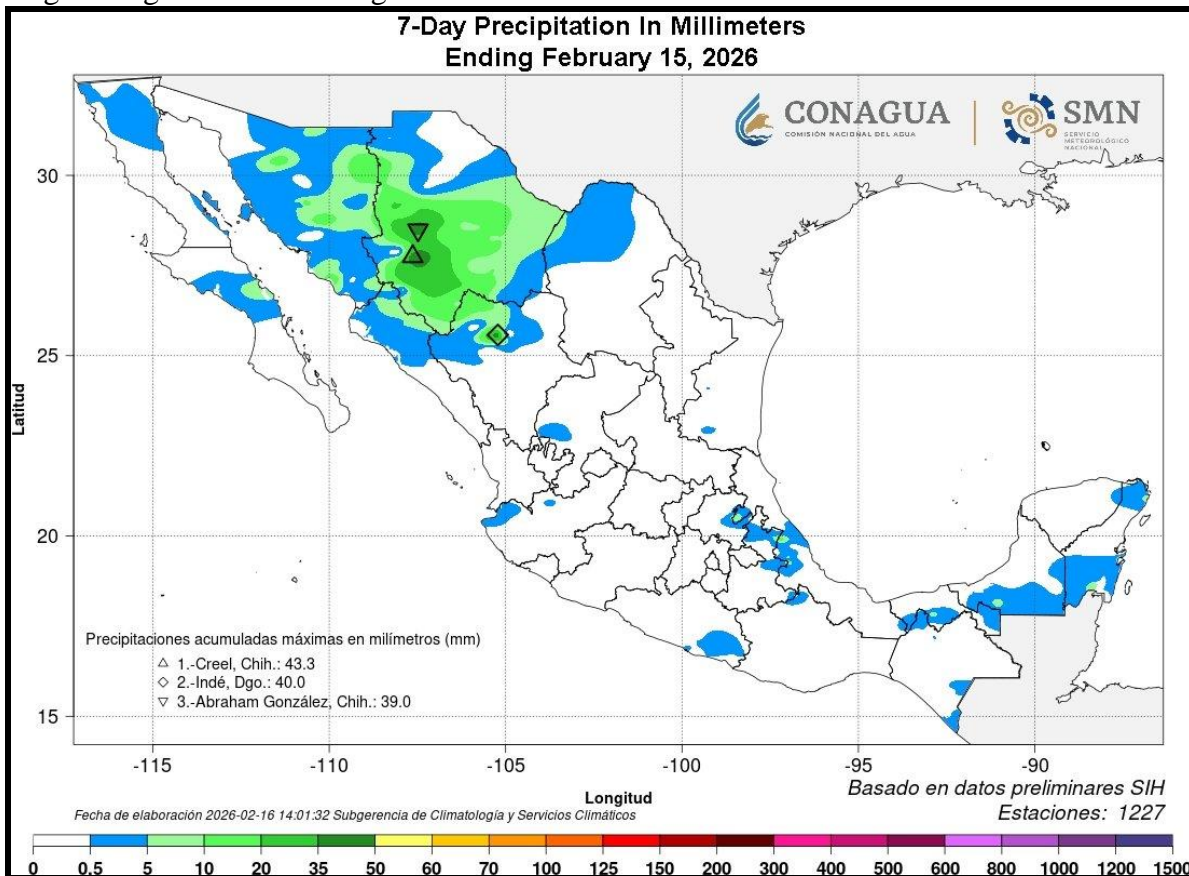 7-Day Precipitation In Millimeters
Ending February 15, 2026
CONAGUA
COMISIÓN NACIONAL DEL AGUA
SMN
SERVICIO
METEOROLÓGICO
NACIONAL
30
25
20
15
Latitud
Precipitaciones acumuladas máximas en milímetros (mm)
1.-Creel, Chih.: 43.3
2.-Indé, Dgo.: 40.0
3.-Abraham González, Chih.: 39.0
-115 -110 -105 -100 -95 -90
Longitud
Basado en datos preliminares SIH
Estaciones: 1227
Fecha de elaboración 2026-02-16 14:01:32 Subgerencia de Climatología y Servicios Climáticos
0 0.5 5 10 20 35 50 60 70 100 125 150 200 300 400 500 600 800 1000 1200 1500